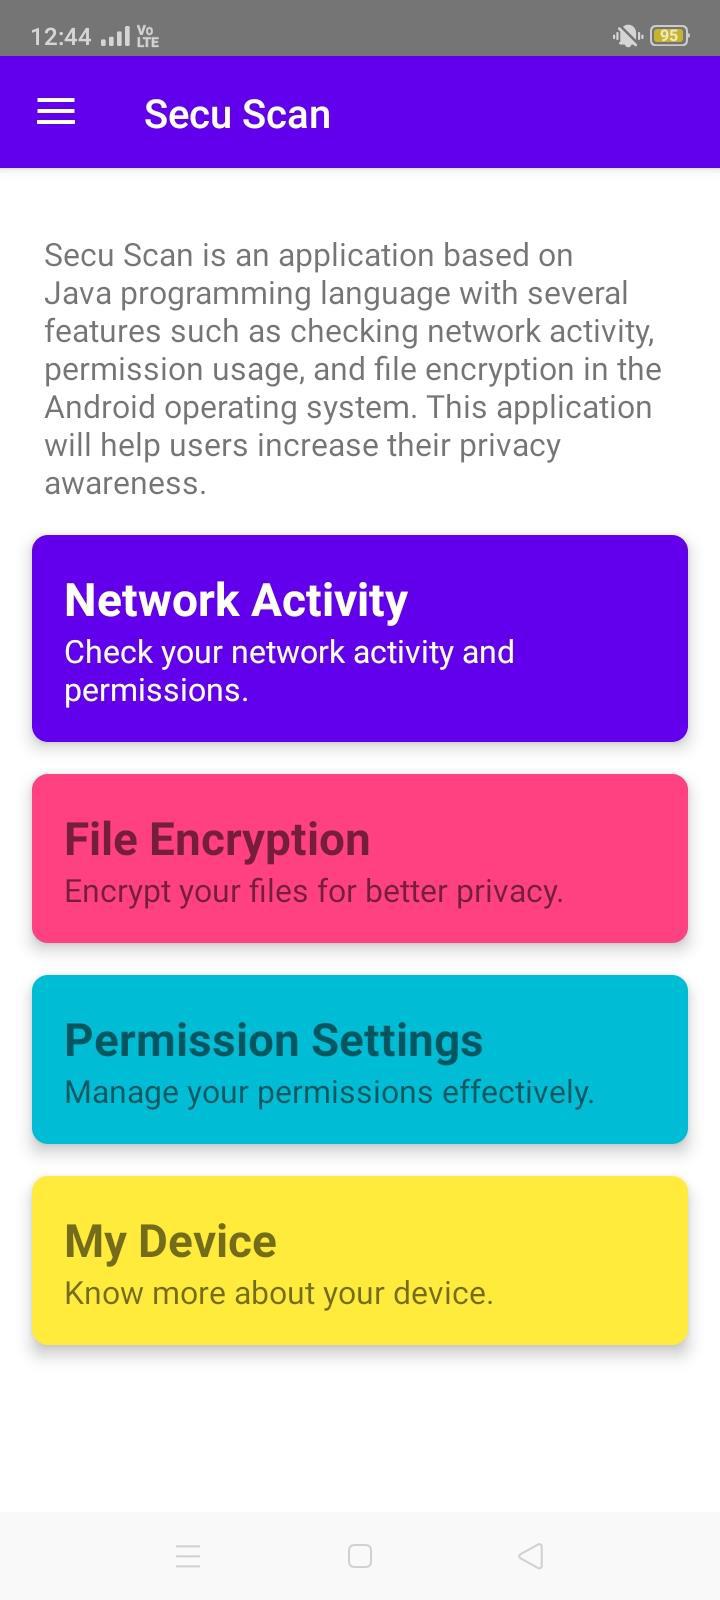 12:44 Vo LTE 95
Secu Scan
Secu Scan is an application based on
Java programming language with several
features such as checking network activity,
permission usage, and file encryption in the
Android operating system. This application
will help users increase their privacy
awareness.
Network Activity
Check your network activity and
permissions.
File Encryption
Encrypt your files for better privacy.
Permission Settings
Manage your permissions effectively.
My Device
Know more about your device.